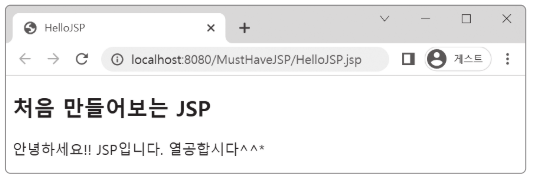 HelloJSP
localhost:8080/MustHaveJSP/HelloJSP.jsp
게스트
처음 만들어보는 JSP
안녕하세요!! JSP입니다. 열공합시다^^*